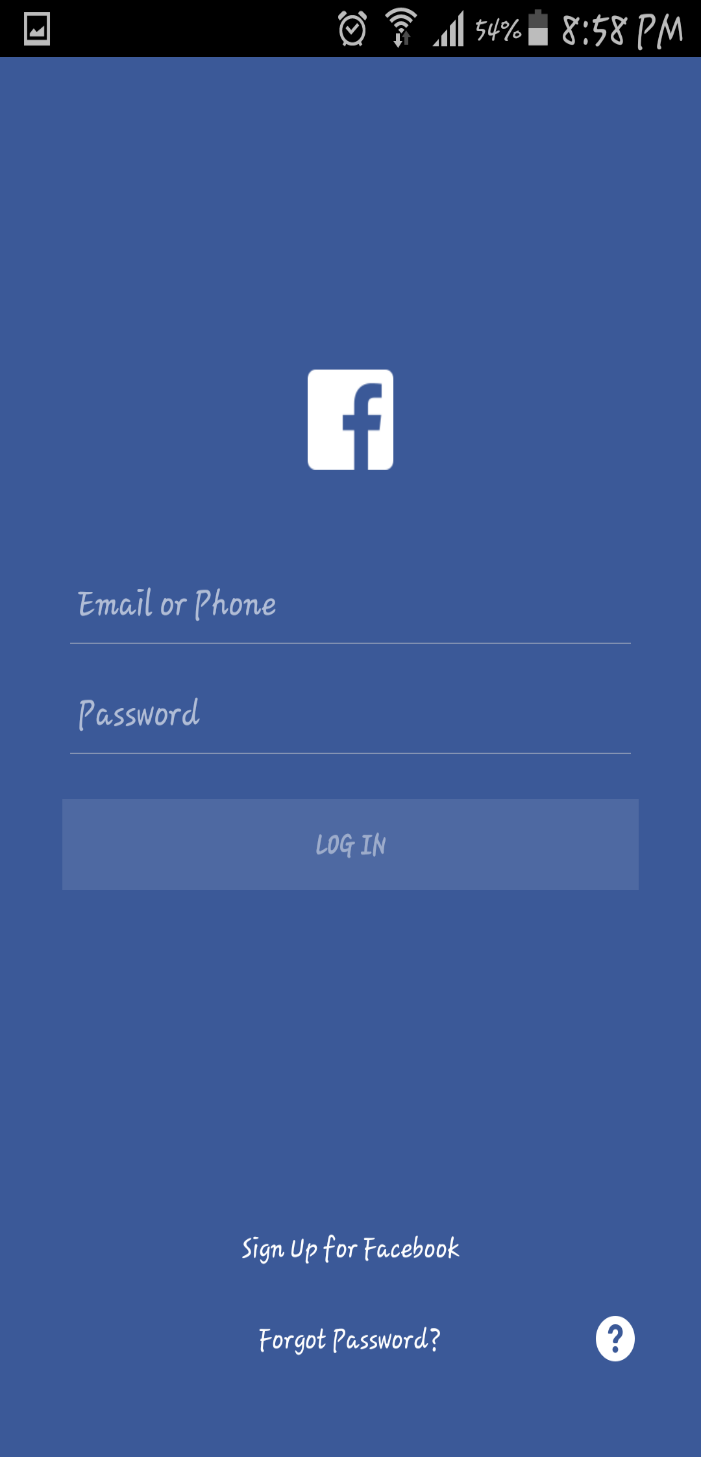 54% 8:58 PM
f
Email or Phone
Password
LOG IN
Sign Up for Facebook
Forgot Password?
?